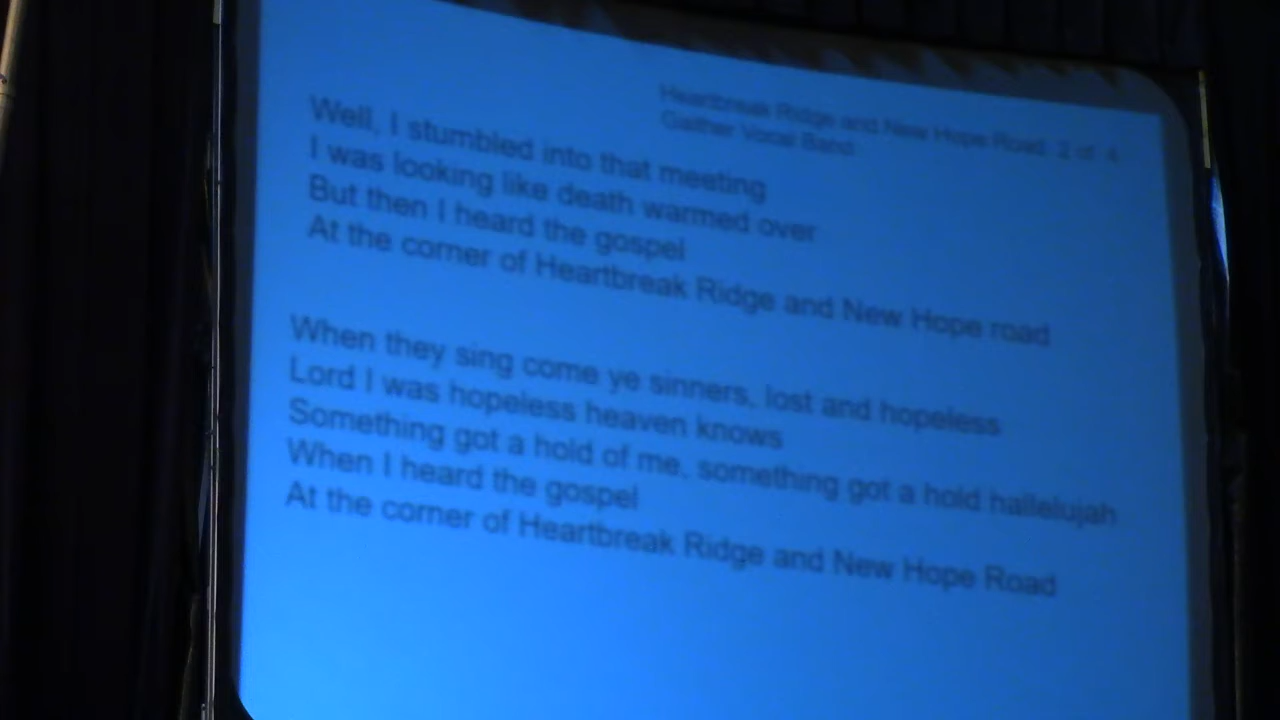 Heartbreak Ridge and New Hope Road 2 of 4
Gaither Vocal Band
Well, I stumbled into that meeting
I was looking like death warmed over
But then I heard the gospel
At the corner of Heartbreak Ridge and New Hope road
When they sing come ye sinners, lost and hopeless
Lord I was hopeless heaven knows
Something got a hold of me, something got a hold hallelujah
When I heard the gospel
At the corner of Heartbreak Ridge and New Hope Road